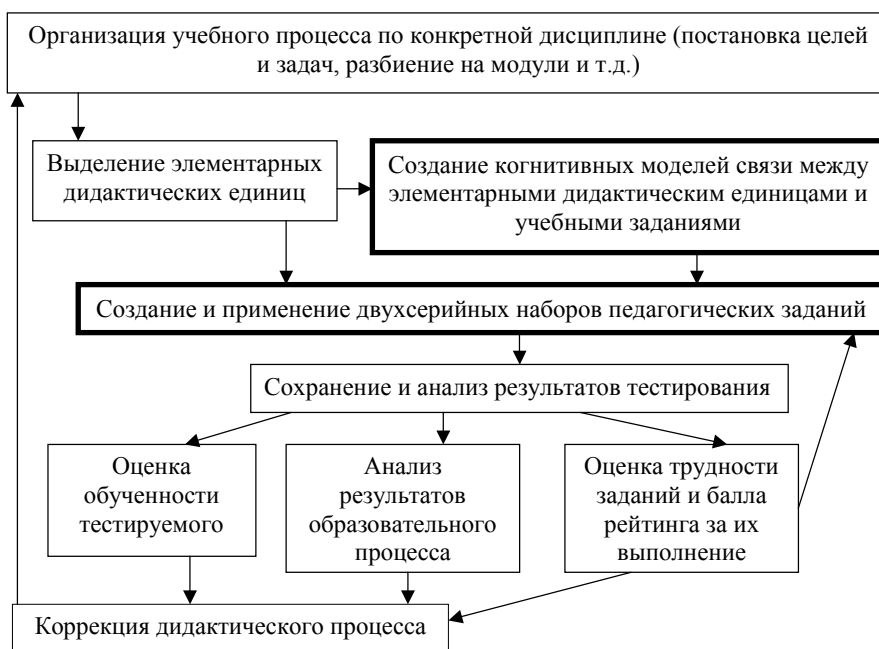 Организация учебного процесса по конкретной дисциплине (постановка целей
и задач, разбиение на модули и т.д.)
Выделение элементарных
дидактических единиц
Создание когнитивных моделей связи между
элементарными дидактическим единицами и
учебными заданиями
Создание и применение двухсерийных наборов педагогических заданий
Сохранение и анализ результатов тестирования
Оценка
обученности
тестируемого
Анализ
результатов
образовательного
процесса
Оценка трудности
заданий и балла
рейтинга за их
выполнение
Коррекция дидактического процесса